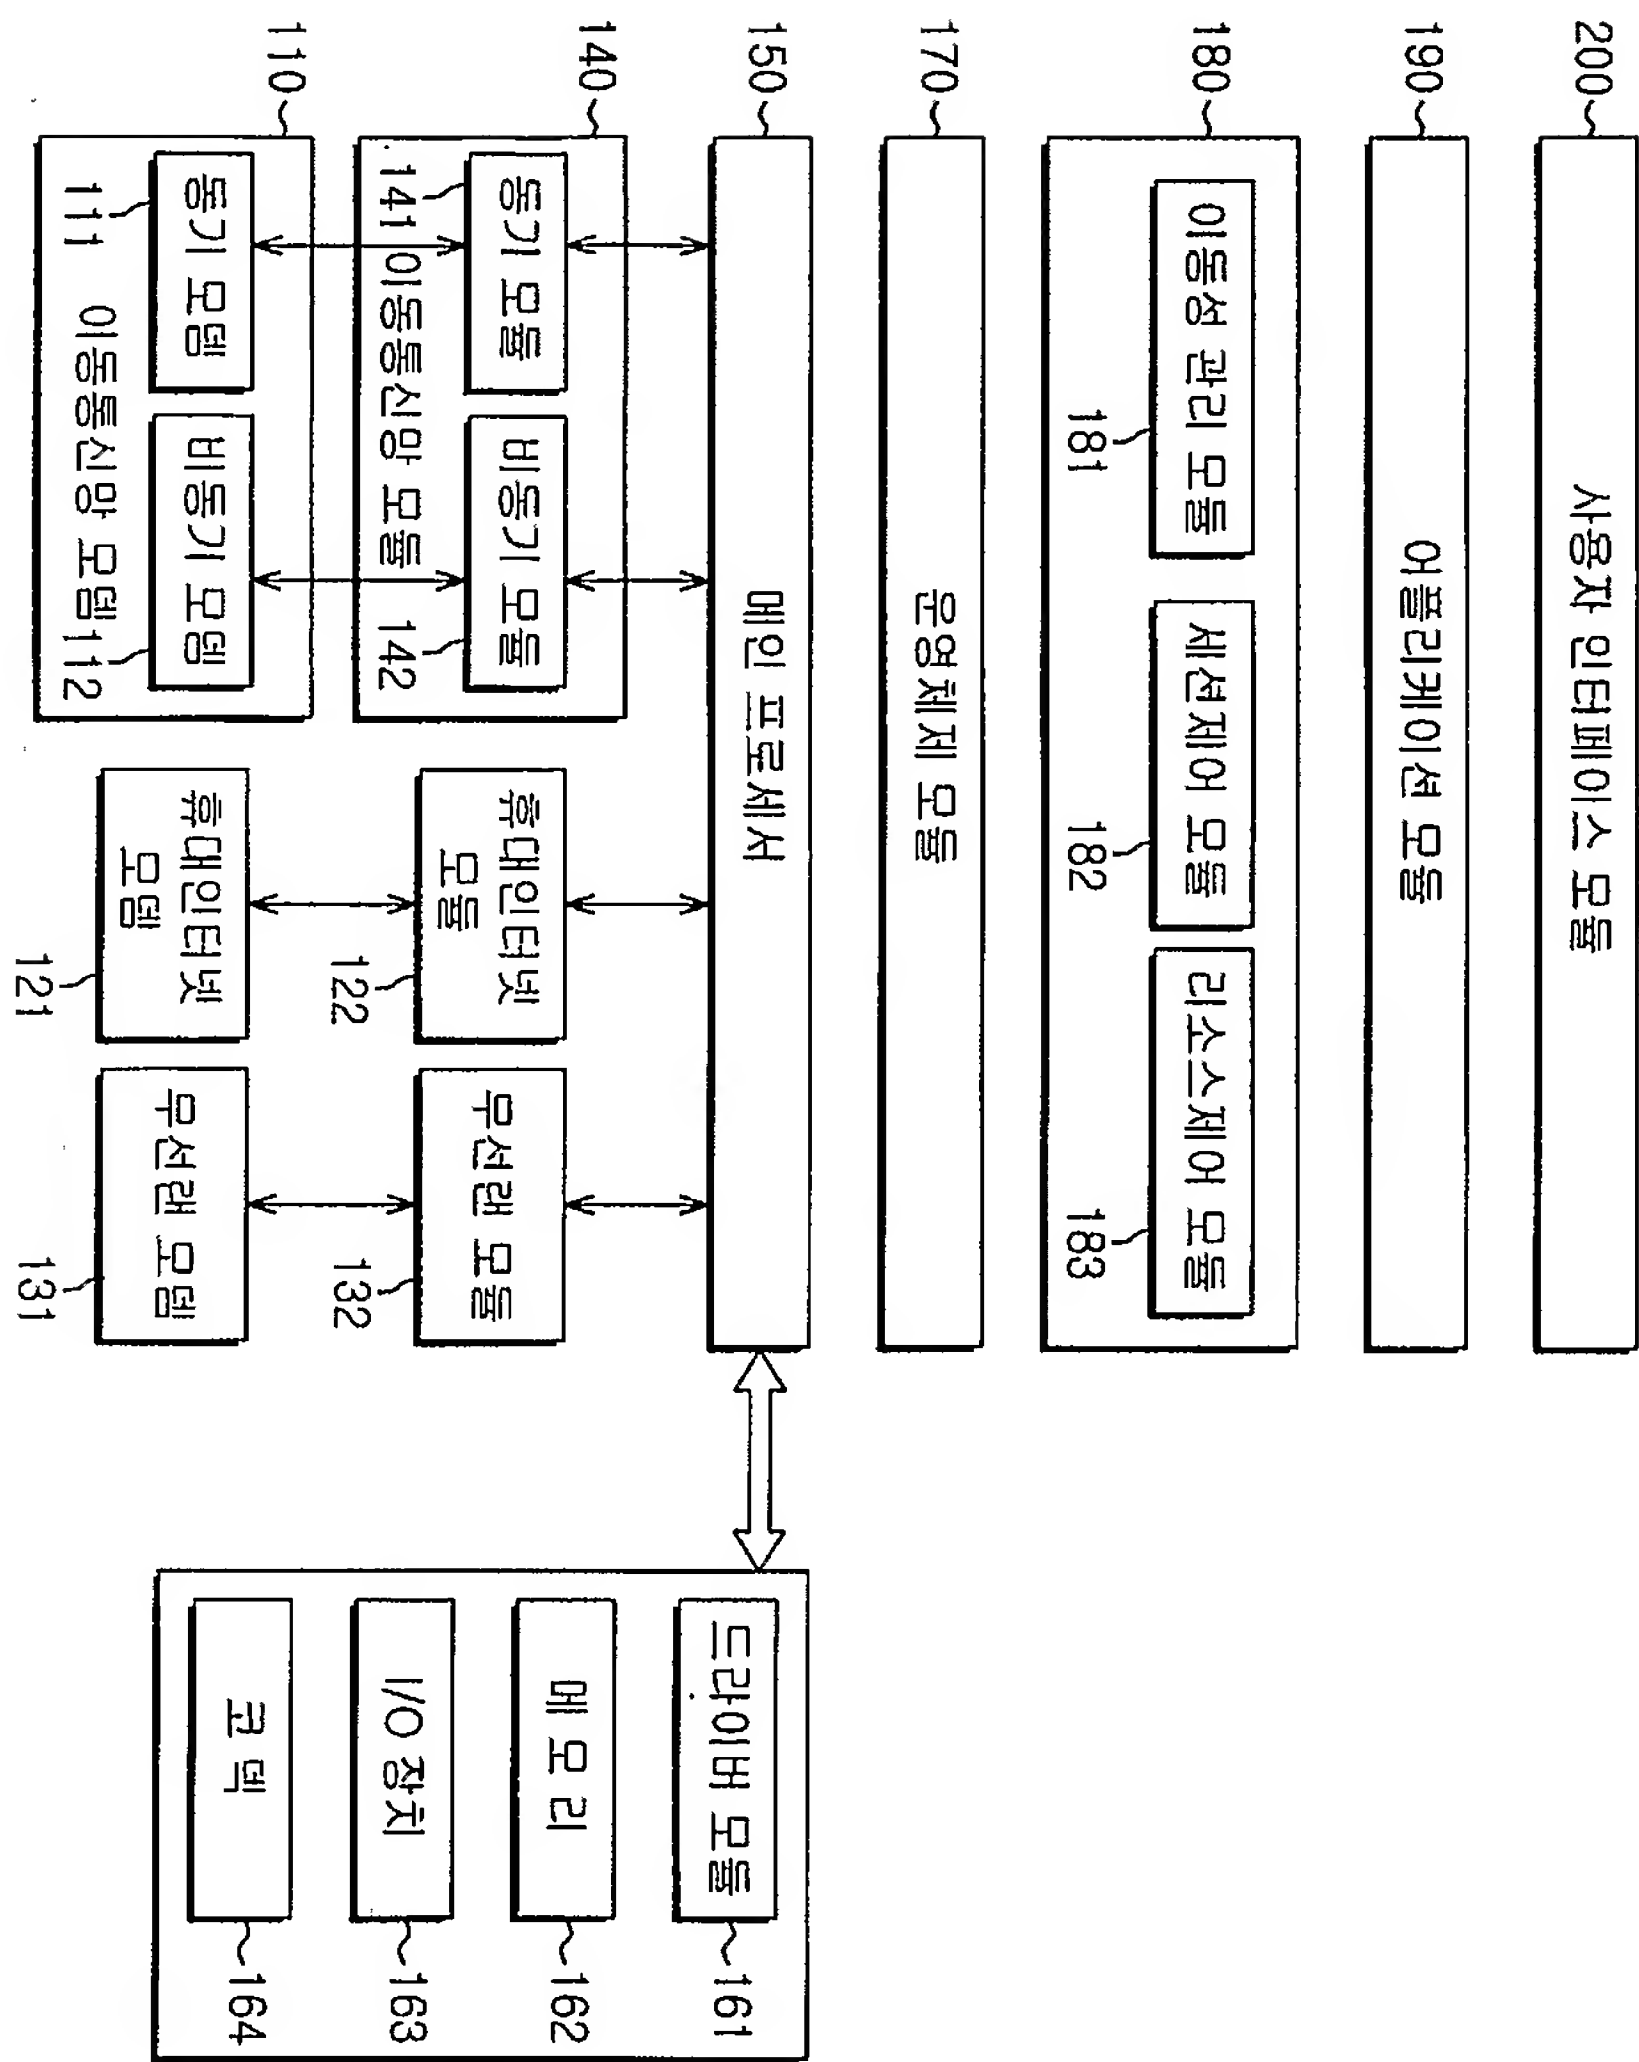 200
사용자 인터페이스 모듈
190
어플리케이션 모듈
180
이동성 관리 모듈
세션제어 모듈
리소스제어 모듈
181
182
183
170
운영체제 모듈
150
메인 프로세서
140
동기 모듈
비동기 모듈
141
이동통신망 모듈
142
휴대인터넷
모듈
122
무선랜 모듈
132
110
동기 모뎀
비동기 모뎀
111
이동통신망 모뎀
112
휴대인터넷
모뎀
121
무선랜 모뎀
131
드라이버 모듈
161
메 모 리
162
I/O 장치
163
코 덱
164